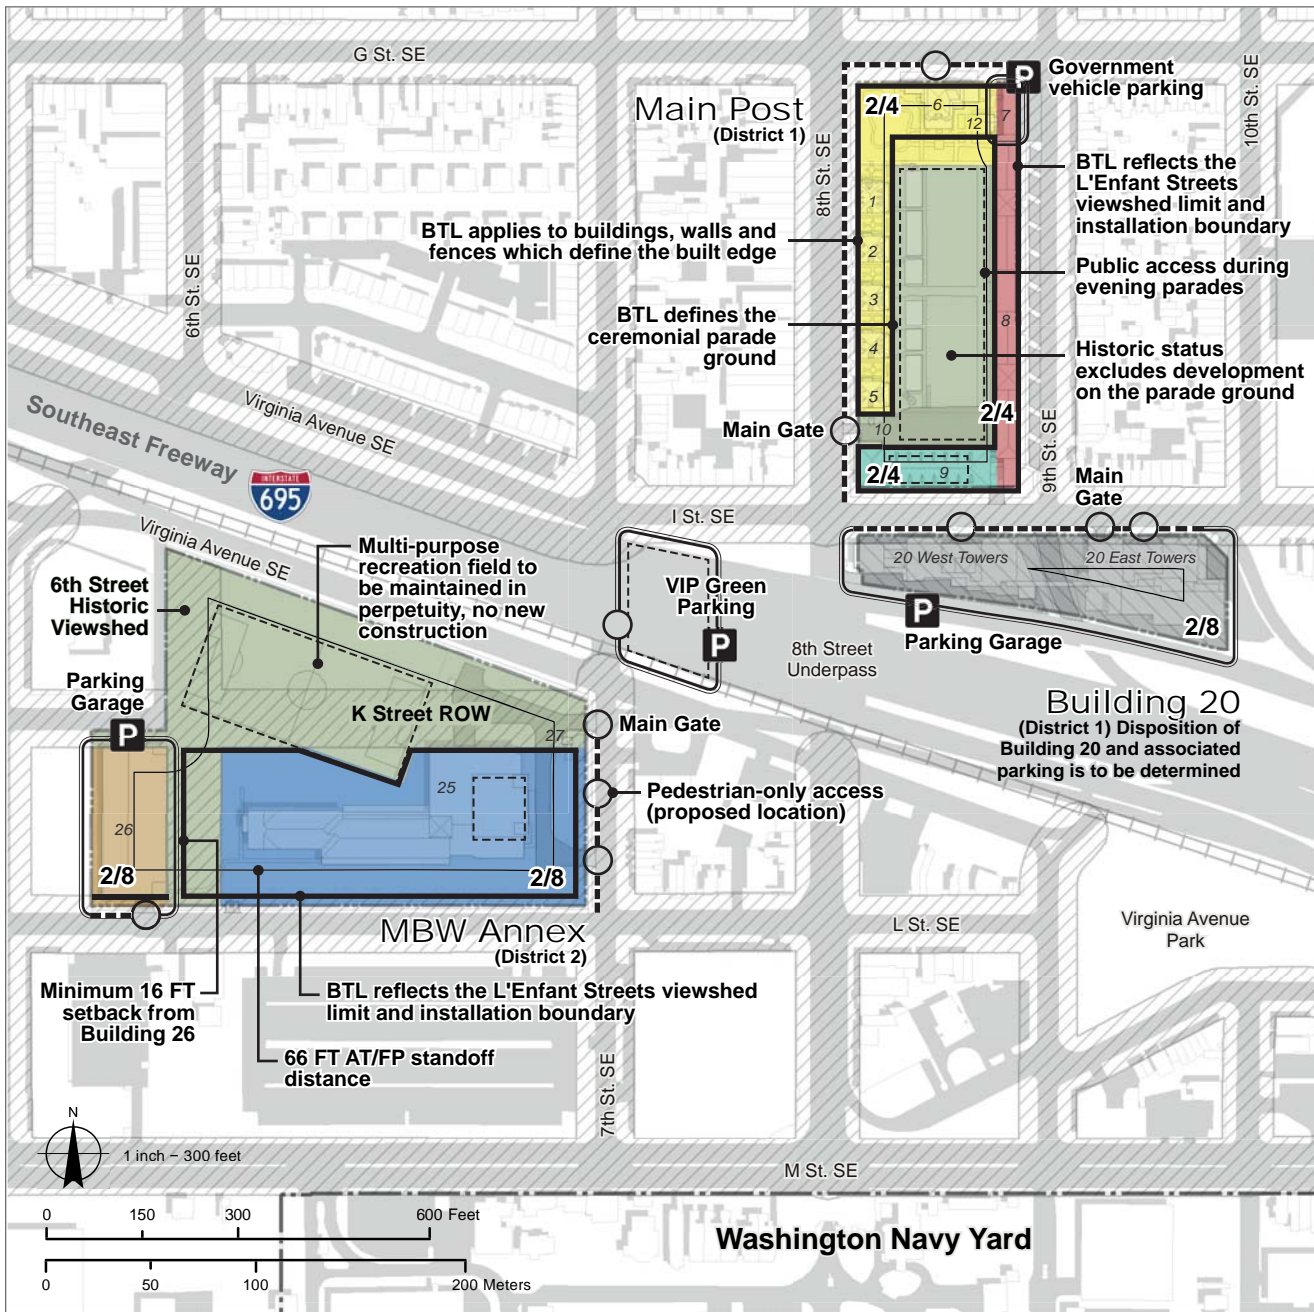 G St. SE
10th St. SE
Government
vehicle parking
P
Main Post
(District 1)
8th St. SE
2/4
6
7
12
BTL reflects the
L'Enfant Streets
viewshed limit and
installation boundary
BTL applies to buildings, walls and
fences which define the built edge
1
2
3
4
5
8
Public access during
evening parades
BTL defines the
ceremonial parade
ground
Historic status
excludes development
on the parade ground
6th St. SE
Virginia Avenue SE
Southeast Freeway
INTERSTATE
695
Main Gate
10
2/4
2/4
9
9th St. SE
Main
Gate
I St. SE
Virginia Avenue SE
Multi-purpose
recreation field to
be maintained in
perpetuity, no new
construction
6th Street
Historic
Viewshed
VIP Green
Parking
P
20 West Towers
20 East Towers
P
2/8
Parking Garage
8th Street
Underpass
Parking
Garage
P
K Street ROW
27
Main Gate
Building 20
(District 1) Disposition of
Building 20 and associated
parking is to be determined
25
26
Pedestrian-only access
(proposed location)
2/8
2/8
MBW Annex
(District 2)
L St. SE
Virginia Avenue
Park
Minimum 16 FT
setback from
Building 26
BTL reflects the L'Enfant Streets viewshed
limit and installation boundary
66 FT AT/FP standoff
distance
7th St. SE
N
1 inch – 300 feet
M St. SE
0 150 300 600 Feet
0 50 100 200 Meters
Washington Navy Yard